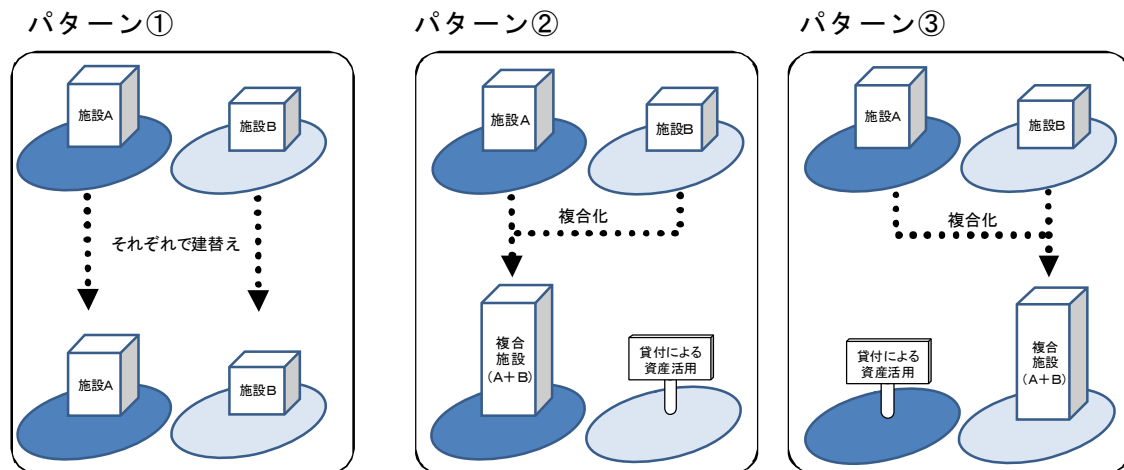 パターン①
施設A
施設B
それぞれで建替え
施設A
施設B
パターン②
施設A
施設B
複合化
複合
施設
(A+B)
貸付による
資産活用
パターン③
施設A
施設B
複合化
貸付による
資産活用
複合
施設
(A+B)